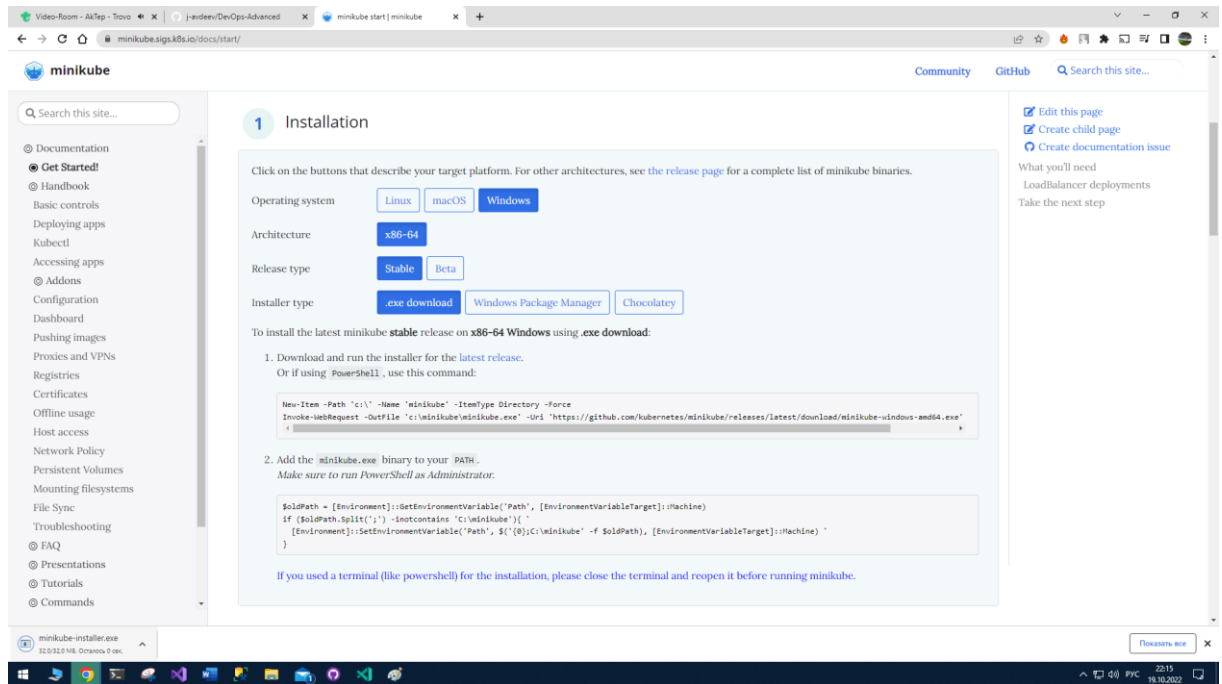 Video-Room - AkTep - Trovo
j-avdeev/DevOps-Advanced
minikube start | minikube
minikube.sigs.k8s.io/docs/start/
minikube
Community
GitHub
Search this site...
Search this site...
Documentation
Get Started!
Handbook
Basic controls
Deploying apps
Kubectl
Accessing apps
Addons
Configuration
Dashboard
Pushing images
Proxies and VPNs
Registries
Certificates
Offline usage
Host access
Network Policy
Persistent Volumes
Mounting filesystems
File Sync
Troubleshooting
FAQ
Presentations
Tutorials
Commands
1 Installation
Click on the buttons that describe your target platform. For other architectures, see the release page for a complete list of minikube binaries.
Operating system Linux macOS Windows
Architecture x86-64
Release type Stable Beta
Installer type .exe download Windows Package Manager Chocolatey
To install the latest minikube stable release on x86-64 Windows using .exe download:
1. Download and run the installer for the latest release.
Or if using PowerShell, use this command:
New-Item -Path 'c:\' -Name 'minikube' -ItemType Directory -Force
Invoke-WebRequest -OutFile 'c:\minikube\minikube.exe' -Uri 'https://github.com/kubernetes/minikube/releases/latest/download/minikube-windows-amd64.exe'
2. Add the minikube.exe binary to your PATH.
Make sure to run PowerShell as Administrator.
$oldPath = [Environment]::GetEnvironmentVariable('Path', [EnvironmentVariableTarget]::Machine)
if ($oldPath.Split(';') -inotcontains 'C:\minikube'){ `
[Environment]::SetEnvironmentVariable('Path', $('{0};C:\minikube' -f $oldPath), [EnvironmentVariableTarget]::Machine) `
}
If you used a terminal (like powershell) for the installation, please close the terminal and reopen it before running minikube.
Edit this page
Create child page
Create documentation issue
What you'll need
LoadBalancer deployments
Take the next step
minikube-installer.exe
32.0/32.0 МБ, Осталось 0 сек.
Показать все
РУС
22:15
19.10.2022